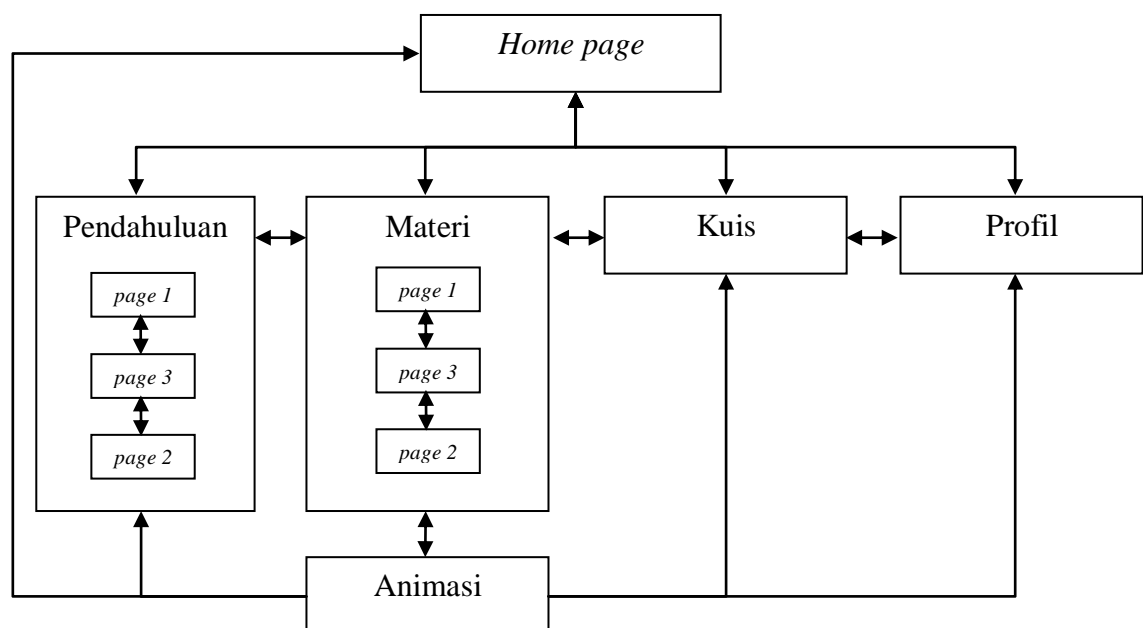 Home page
Pendahuluan
page 1
page 3
page 2
Materi
page 1
page 3
page 2
Kuis
Profil
Animasi